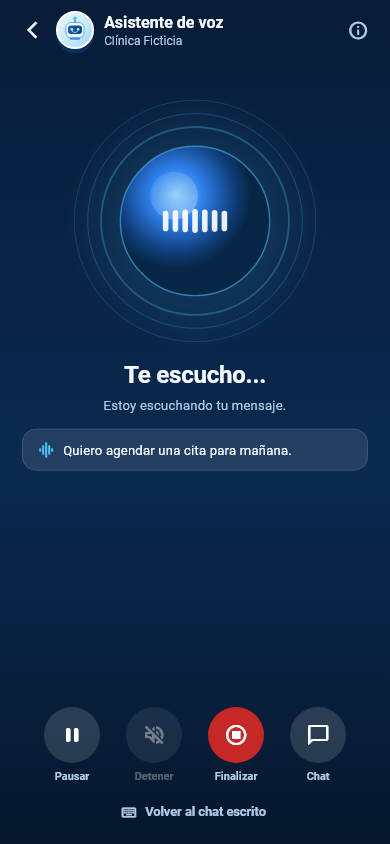 Asistente de voz
Clínica Ficticia
Te escucho...
Estoy escuchando tu mensaje.
Quiero agendar una cita para mañana.
Pausar
Detener
Finalizar
Chat
Volver al chat escrito